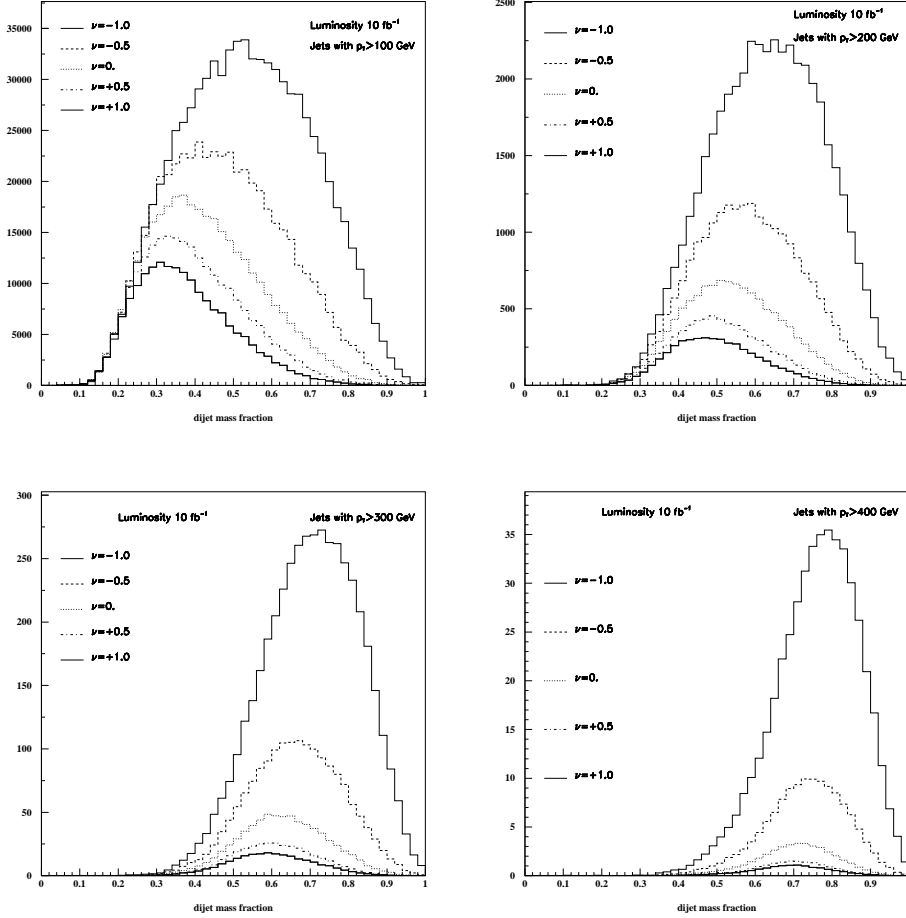 Luminosity 10 fb⁻¹
Jets with pT>100 GeV
ν=−1.0
ν=−0.5
ν=0.
ν=+0.5
ν=+1.0
35000
30000
25000
20000
15000
10000
5000
0
0 0.1 0.2 0.3 0.4 0.5 0.6 0.7 0.8 0.9 1
dijet mass fraction
Luminosity 10 fb⁻¹
Jets with pT>200 GeV
ν=−1.0
ν=−0.5
ν=0.
ν=+0.5
ν=+1.0
2500
2000
1500
1000
500
0
0 0.1 0.2 0.3 0.4 0.5 0.6 0.7 0.8 0.9
dijet mass fraction
Luminosity 10 fb⁻¹
Jets with pT>300 GeV
ν=−1.0
ν=−0.5
ν=0.
ν=+0.5
ν=+1.0
300
250
200
150
100
50
0
0 0.1 0.2 0.3 0.4 0.5 0.6 0.7 0.8 0.9 1
dijet mass fraction
Luminosity 10 fb⁻¹
Jets with pT>400 GeV
ν=−1.0
ν=−0.5
ν=0.
ν=+0.5
ν=+1.0
35
30
25
20
15
10
5
0
0 0.1 0.2 0.3 0.4 0.5 0.6 0.7 0.8 0.9
dijet mass fraction